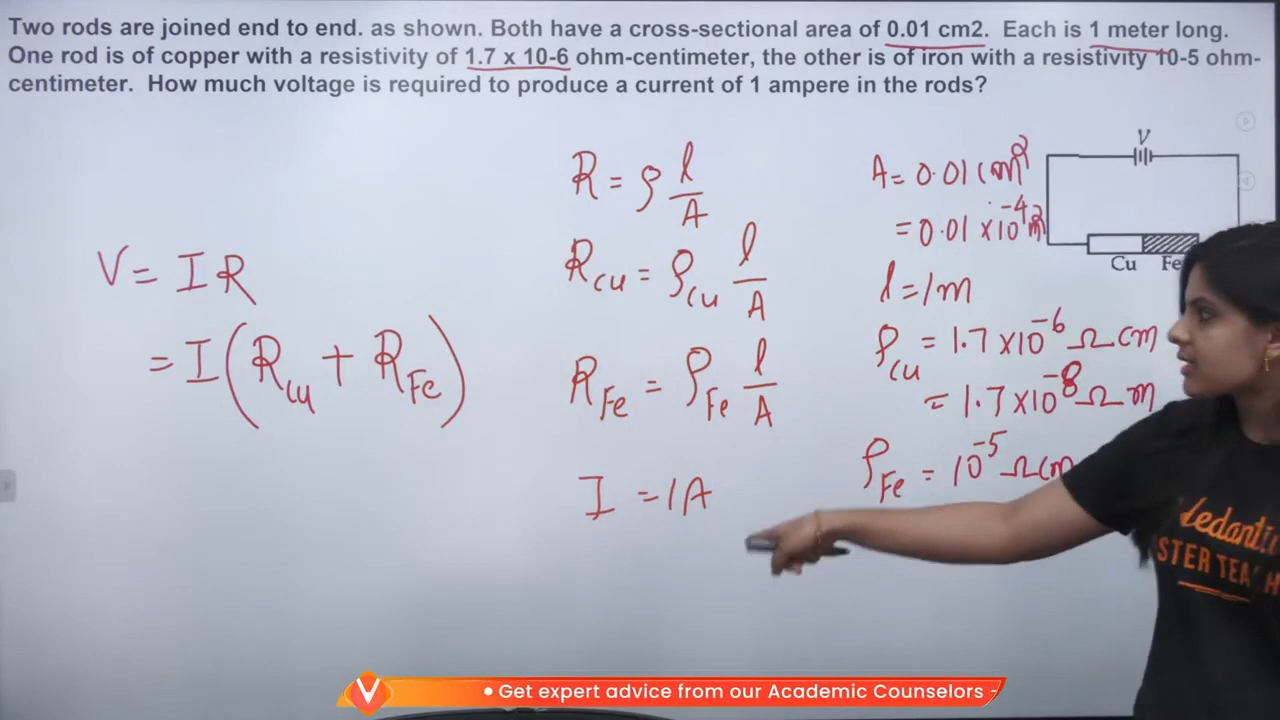 Two rods are joined end to end. as shown. Both have a cross-sectional area of 0.01 cm2. Each is 1 meter long.
One rod is of copper with a resistivity of 1.7 x 10-6 ohm-centimeter, the other is of iron with a resistivity 10-5 ohm-
centimeter. How much voltage is required to produce a current of 1 ampere in the rods?
V = IR
= I(R_Cu + R_Fe)
R = ρ l/A
R_Cu = ρ_Cu l/A
R_Fe = ρ_Fe l/A
I = 1A
A = 0.01 cm²
= 0.01 × 10⁻⁴ m²
l = 1m
ρ_Cu = 1.7 × 10⁻⁶ Ω cm
= 1.7 × 10⁻⁸ Ω m
ρ_Fe = 10⁻⁵ Ω cm
V
Cu Fe
Vedantu
TEACH
V • Get expert advice from our Academic Counselors -